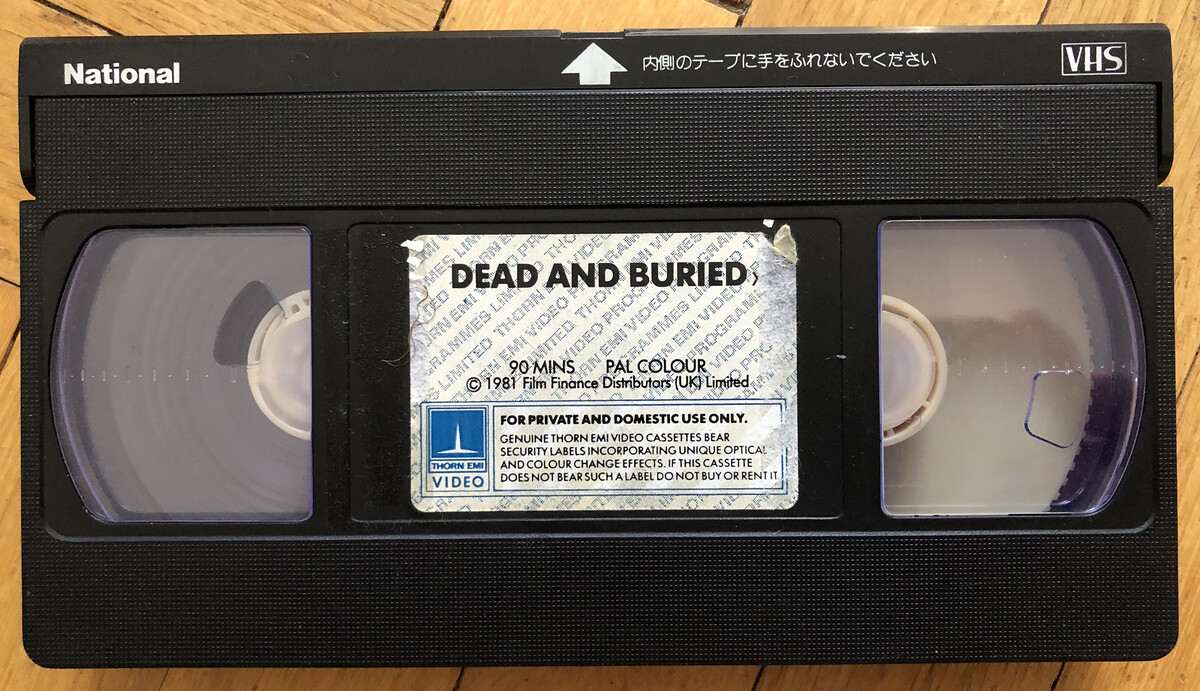 National
内側のテープに手をふれないでください
VHS
DEAD AND BURIED
90 MINS PAL COLOUR
© 1981 Film Finance Distributors (UK) Limited
FOR PRIVATE AND DOMESTIC USE ONLY.
GENUINE THORN EMI VIDEO CASSETTES BEAR
SECURITY LABELS INCORPORATING UNIQUE OPTICAL
AND COLOUR CHANGE EFFECTS. IF THIS CASSETTE
DOES NOT BEAR SUCH A LABEL DO NOT BUY OR RENT IT
THORN EMI
VIDEO